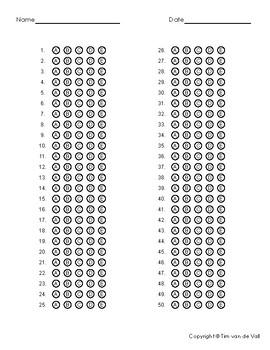 Name____________________ Date______________
1. A B C D E
2. A B C D E
3. A B C D E
4. A B C D E
5. A B C D E
6. A B C D E
7. A B C D E
8. A B C D E
9. A B C D E
10. A B C D E
11. A B C D E
12. A B C D E
13. A B C D E
14. A B C D E
15. A B C D E
16. A B C D E
17. A B C D E
18. A B C D E
19. A B C D E
20. A B C D E
21. A B C D E
22. A B C D E
23. A B C D E
24. A B C D E
25. A B C D E
26. A B C D E
27. A B C D E
28. A B C D E
29. A B C D E
30. A B C D E
31. A B C D E
32. A B C D E
33. A B C D E
34. A B C D E
35. A B C D E
36. A B C D E
37. A B C D E
38. A B C D E
39. A B C D E
40. A B C D E
41. A B C D E
42. A B C D E
43. A B C D E
44. A B C D E
45. A B C D E
46. A B C D E
47. A B C D E
48. A B C D E
49. A B C D E
50. A B C D E
Copyright © Tim van de Vall